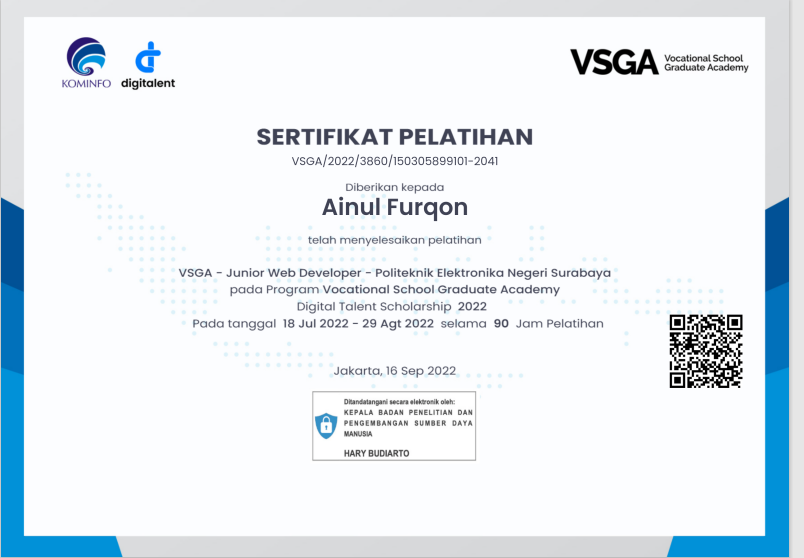 KOMINFO
digitalent
VSGA Vocational School
Graduate Academy
SERTIFIKAT PELATIHAN
VSGA/2022/3860/150305899101-2041
Diberikan kepada
Ainul Furqon
telah menyelesaikan pelatihan
VSGA - Junior Web Developer - Politeknik Elektronika Negeri Surabaya
pada Program Vocational School Graduate Academy
Digital Talent Scholarship 2022
Pada tanggal 18 Jul 2022 - 29 Agt 2022 selama 90 Jam Pelatihan
Jakarta, 16 Sep 2022
Ditandatangani secara elektronik oleh:
KEPALA BADAN PENELITIAN DAN
PENGEMBANGAN SUMBER DAYA
MANUSIA
HARY BUDIARTO